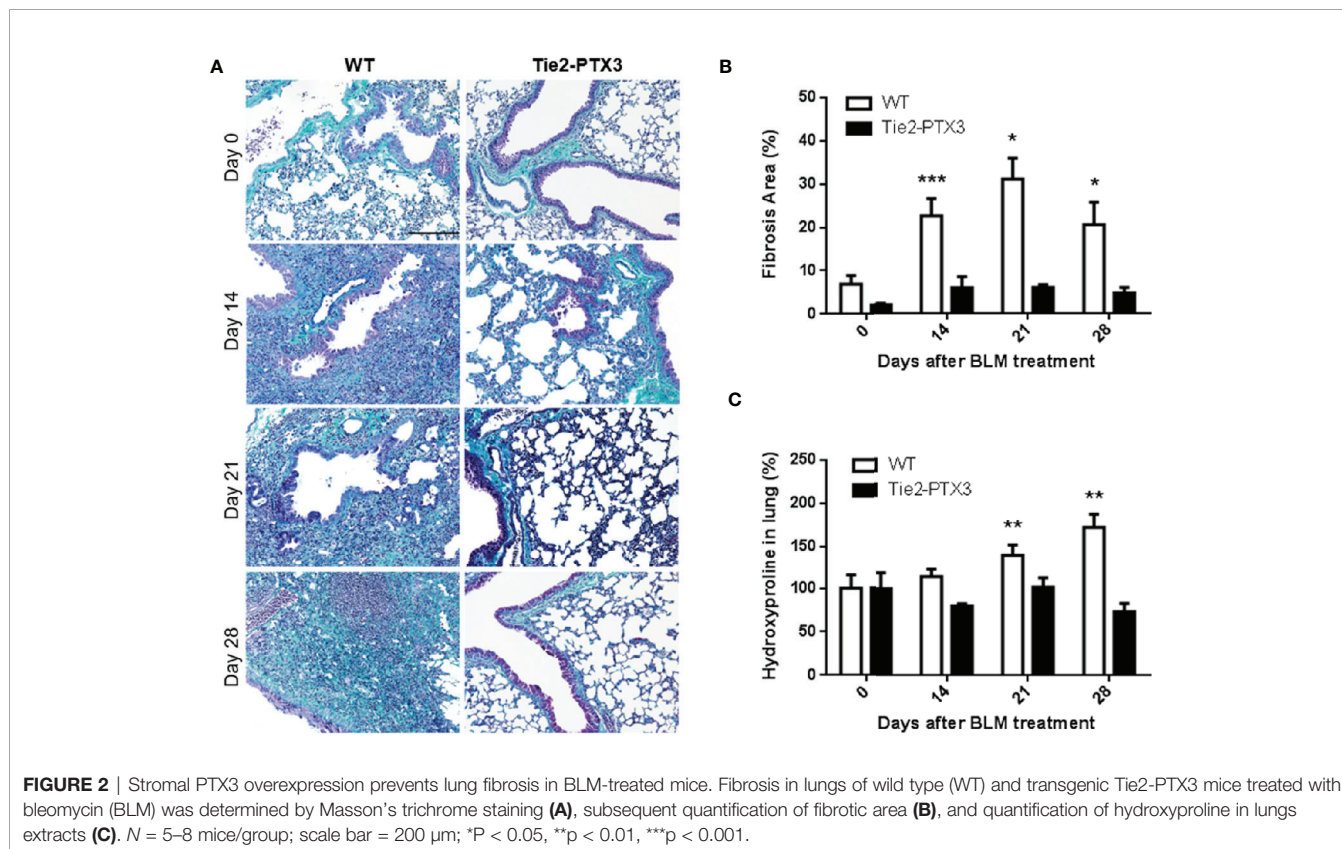 A
WT
Tie2-PTX3
Day 0
Day 14
Day 21
Day 28
B
WT
Tie2-PTX3
Fibrosis Area (%)
50
40
30
20
10
0
***
*
*
0
14
21
28
Days after BLM treatment
C
WT
Tie2-PTX3
Hydroxyproline in lung (%)
250
200
150
100
50
0
**
**
0
14
21
28
Days after BLM treatment
FIGURE 2 | Stromal PTX3 overexpression prevents lung fibrosis in BLM-treated mice. Fibrosis in lungs of wild type (WT) and transgenic Tie2-PTX3 mice treated with
bleomycin (BLM) was determined by Masson's trichrome staining (A), subsequent quantification of fibrotic area (B), and quantification of hydroxyproline in lungs
extracts (C). N = 5–8 mice/group; scale bar = 200 µm; *P < 0.05, **p < 0.01, ***p < 0.001.